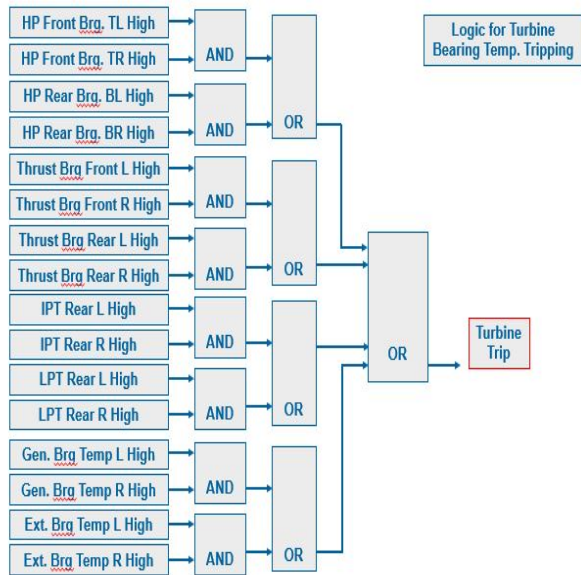 HP Front Brg. TL High
HP Front Brg. TR High
AND
HP Rear Brg. BL High
HP Rear Brg. BR High
AND
OR
Thrust Brg Front L High
Thrust Brg Front R High
AND
Thrust Brg Rear L High
Thrust Brg Rear R High
AND
OR
IPT Rear L High
IPT Rear R High
AND
LPT Rear L High
LPT Rear R High
AND
OR
Gen. Brg Temp L High
Gen. Brg Temp R High
AND
Ext. Brg Temp L High
Ext. Brg Temp R High
AND
OR
OR
Turbine
Trip
Logic for Turbine
Bearing Temp. Tripping